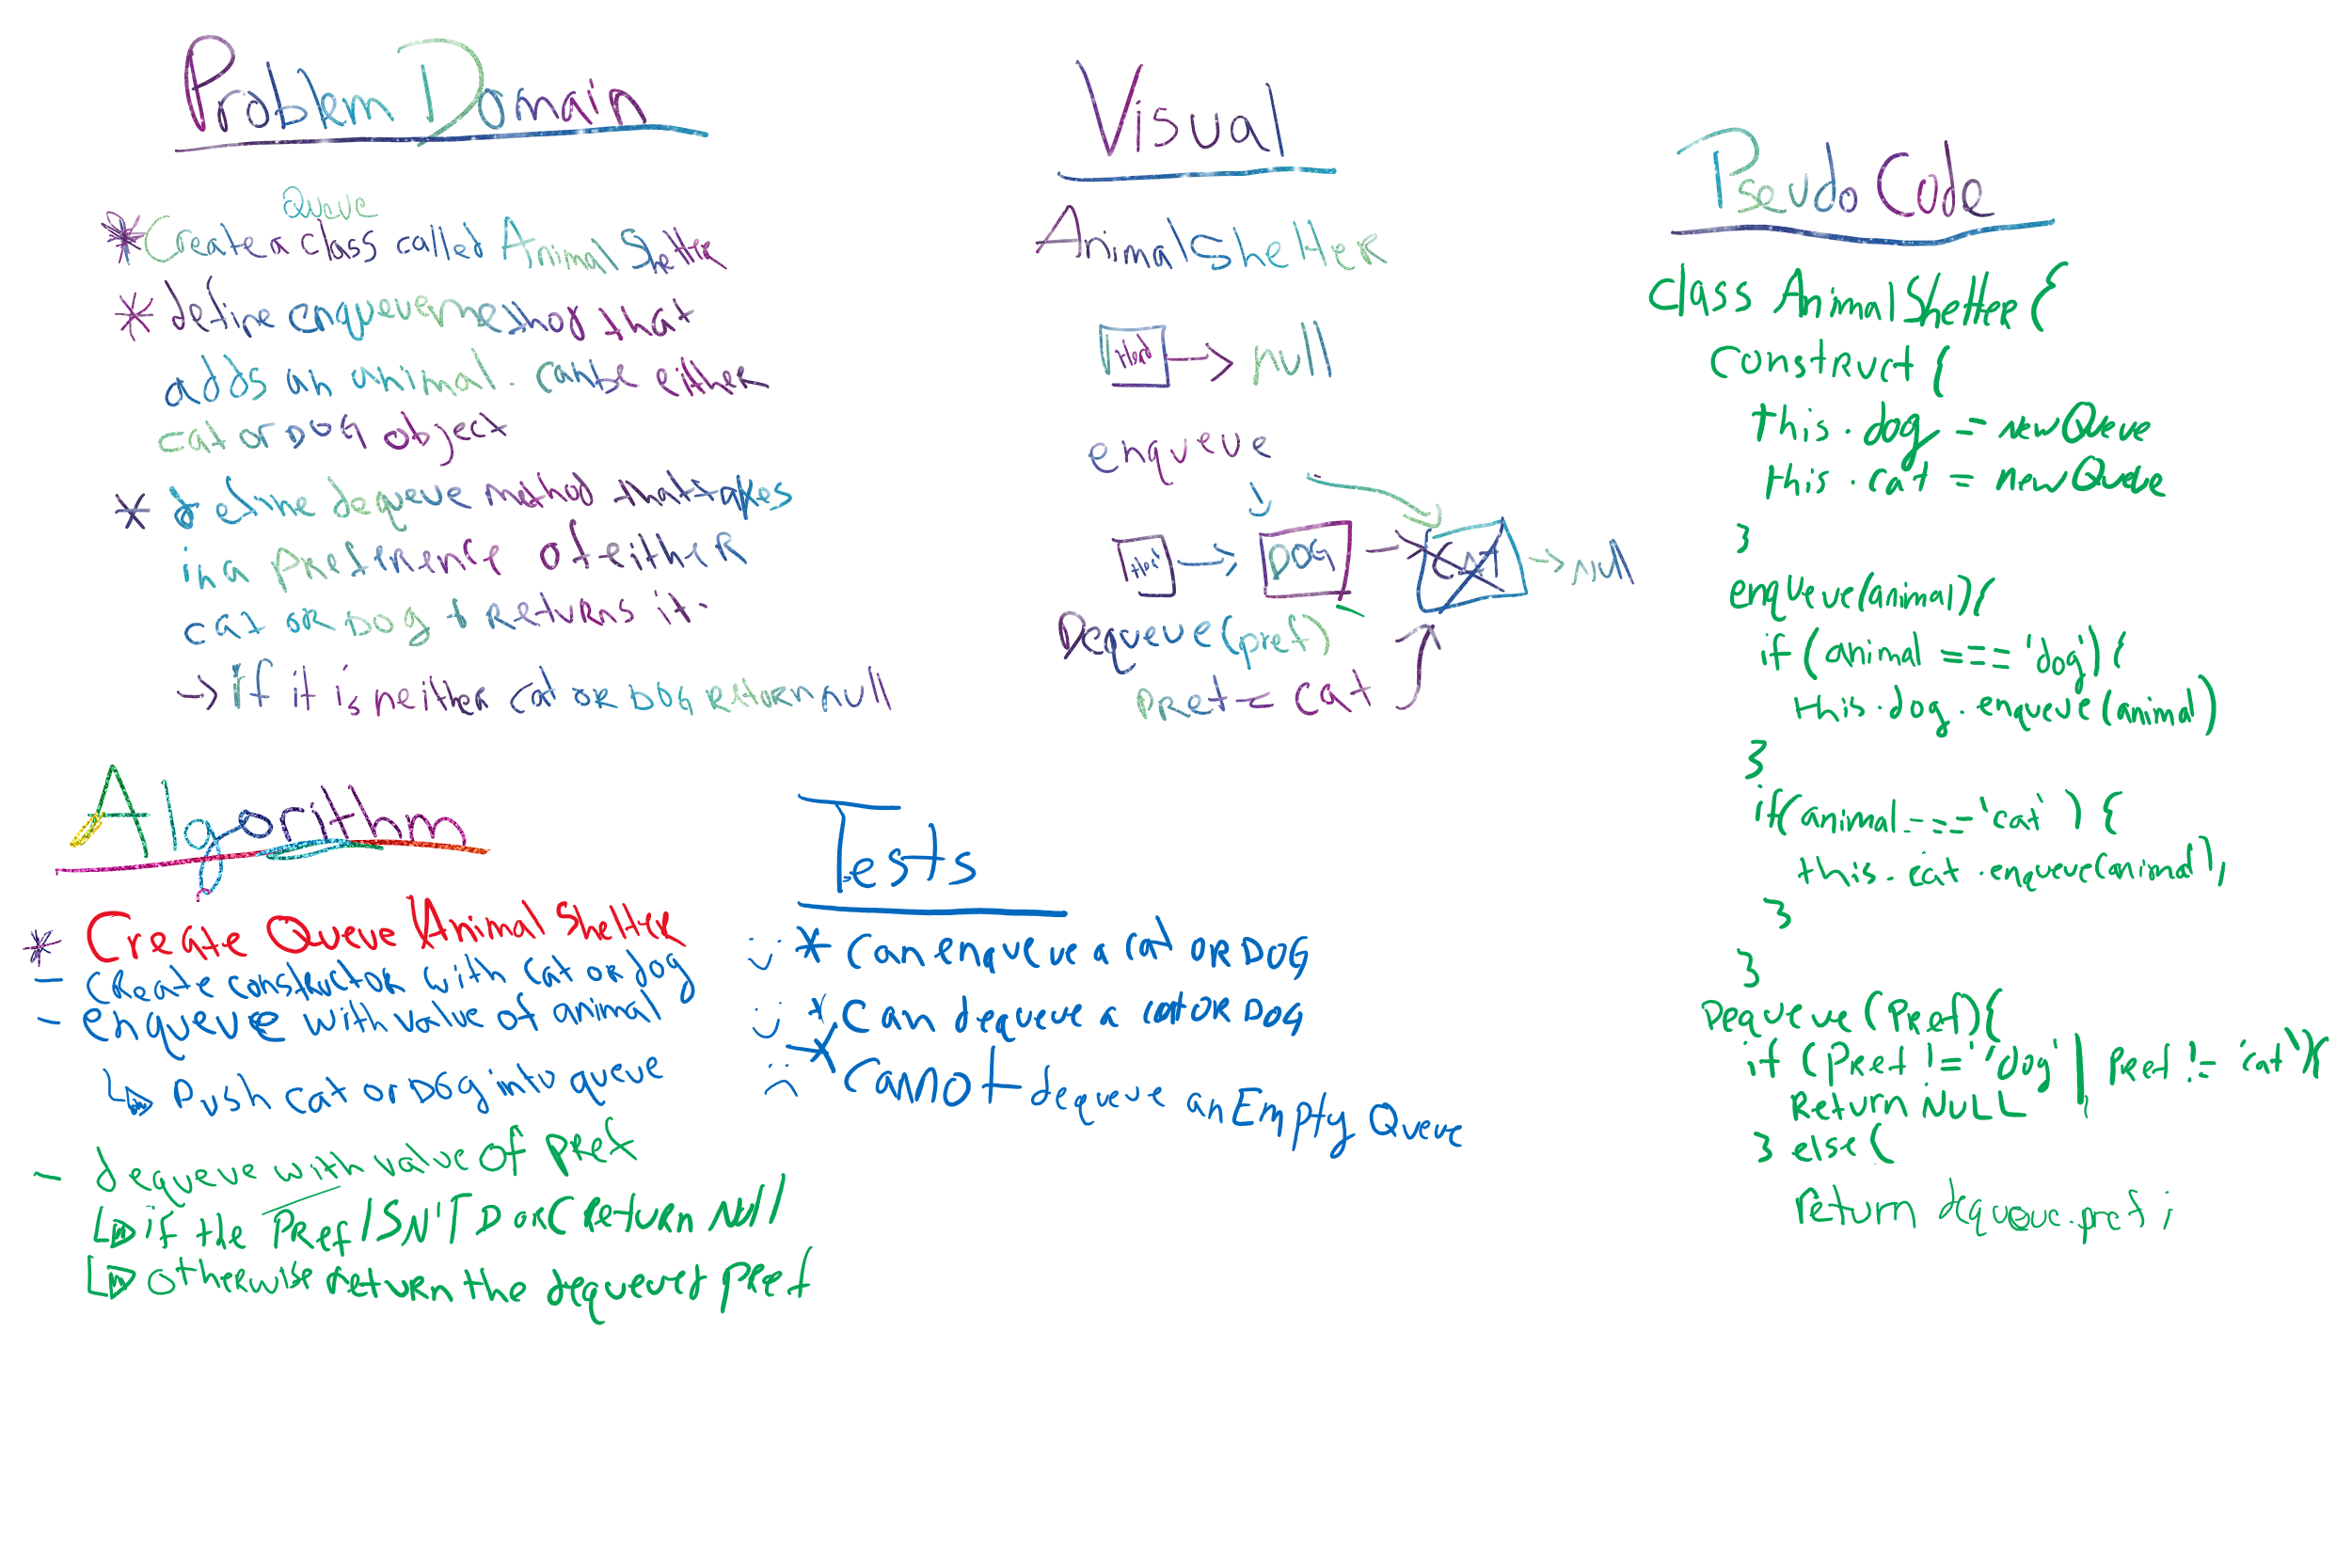 Problem Domain
Queue
* Create a class called Animal Shelter
* define enqueue method that
adds an animal. can be either
cat or DOG object
* define dequeue method that takes
in a preference of either
cat or DOG & returns it.
→ if it is neither cat or DOG return null
Visual
AnimalShelter
Head → null
enqueue
Head → DOG → CAT → Null
Dequeue(pref)
pref = cat
Pseudo Code
class AnimalShelter {
Construct {
this.dog = new Queue
this.cat = new Queue
}
enqueue(animal){
if (animal === 'dog') {
this.dog.enqueue(animal)
}
if(animal === 'cat') {
this.cat.enqueue(animal),
}
}
Dequeue(Pref){
if (Pref != 'dog' | Pref != 'cat'){
Return NULL
} else {
return dequeue.pref;
Algorithm
* Create Queue Animal Shelter
- Create constructor with cat or dog
- enqueue with value of animal
↳ Push cat or DOG into queue
- dequeue with value of pref
↳ if the Pref ISN'T D or C return Null
↳ otherwise return the dequeued pref
Tests
:) * Can enqueue a cat OR DOG
:) * Can dequeue a cat OR DOG
:( * Cannot dequeue an Empty Queue